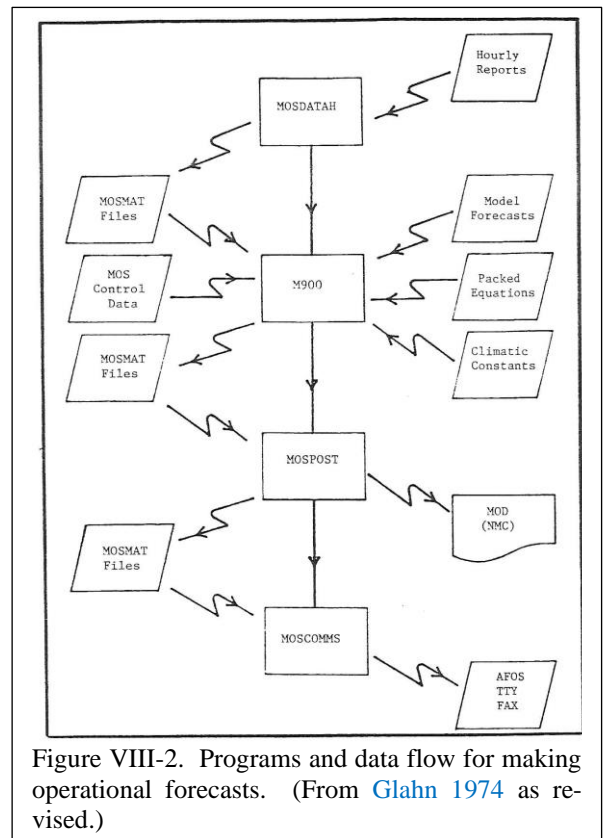 Hourly
Reports
MOSDATAH
MOSMAT
Files
Model
Forecasts
MOS
Control
Data
M900
Packed
Equations
MOSMAT
Files
Climatic
Constants
MOSPOST
MOD
(NMC)
MOSMAT
Files
MOSCOMMS
AFOS
TTY
FAX
Figure VIII-2. Programs and data flow for making
operational forecasts. (From Glahn 1974 as re-
vised.)